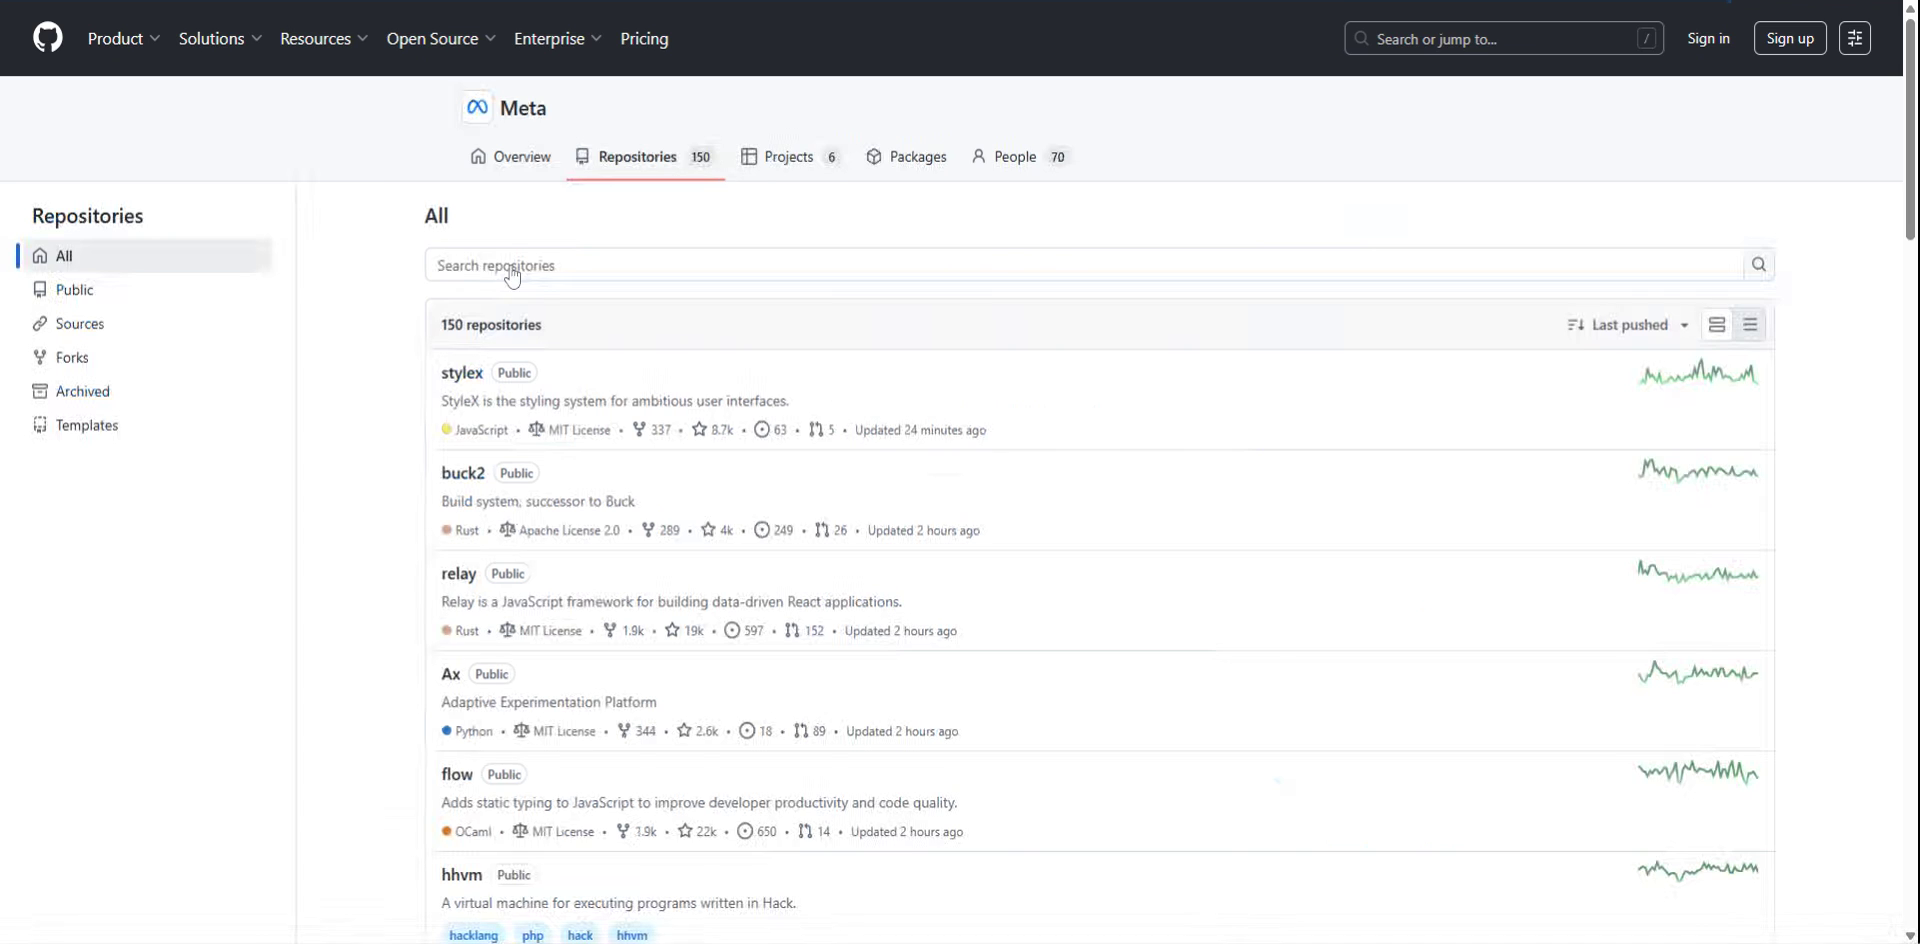 Product Solutions Resources Open Source Enterprise Pricing Search or jump to... / Sign in Sign up
Meta
Overview Repositories 150 Projects 6 Packages People 70
Repositories
All
Public
Sources
Forks
Archived
Templates
All
Search repositories
150 repositories Last pushed
stylex Public
StyleX is the styling system for ambitious user interfaces.
JavaScript • MIT License • 337 • 8.7k • 63 • 5 • Updated 24 minutes ago
buck2 Public
Build system, successor to Buck
Rust • Apache License 2.0 • 289 • 4k • 249 • 26 • Updated 2 hours ago
relay Public
Relay is a JavaScript framework for building data-driven React applications.
Rust • MIT License • 1.9k • 19k • 597 • 152 • Updated 2 hours ago
Ax Public
Adaptive Experimentation Platform
Python • MIT License • 344 • 2.6k • 18 • 89 • Updated 2 hours ago
flow Public
Adds static typing to JavaScript to improve developer productivity and code quality.
OCaml • MIT License • 1.9k • 22k • 650 • 14 • Updated 2 hours ago
hhvm Public
A virtual machine for executing programs written in Hack.
hacklang php hack hhvm